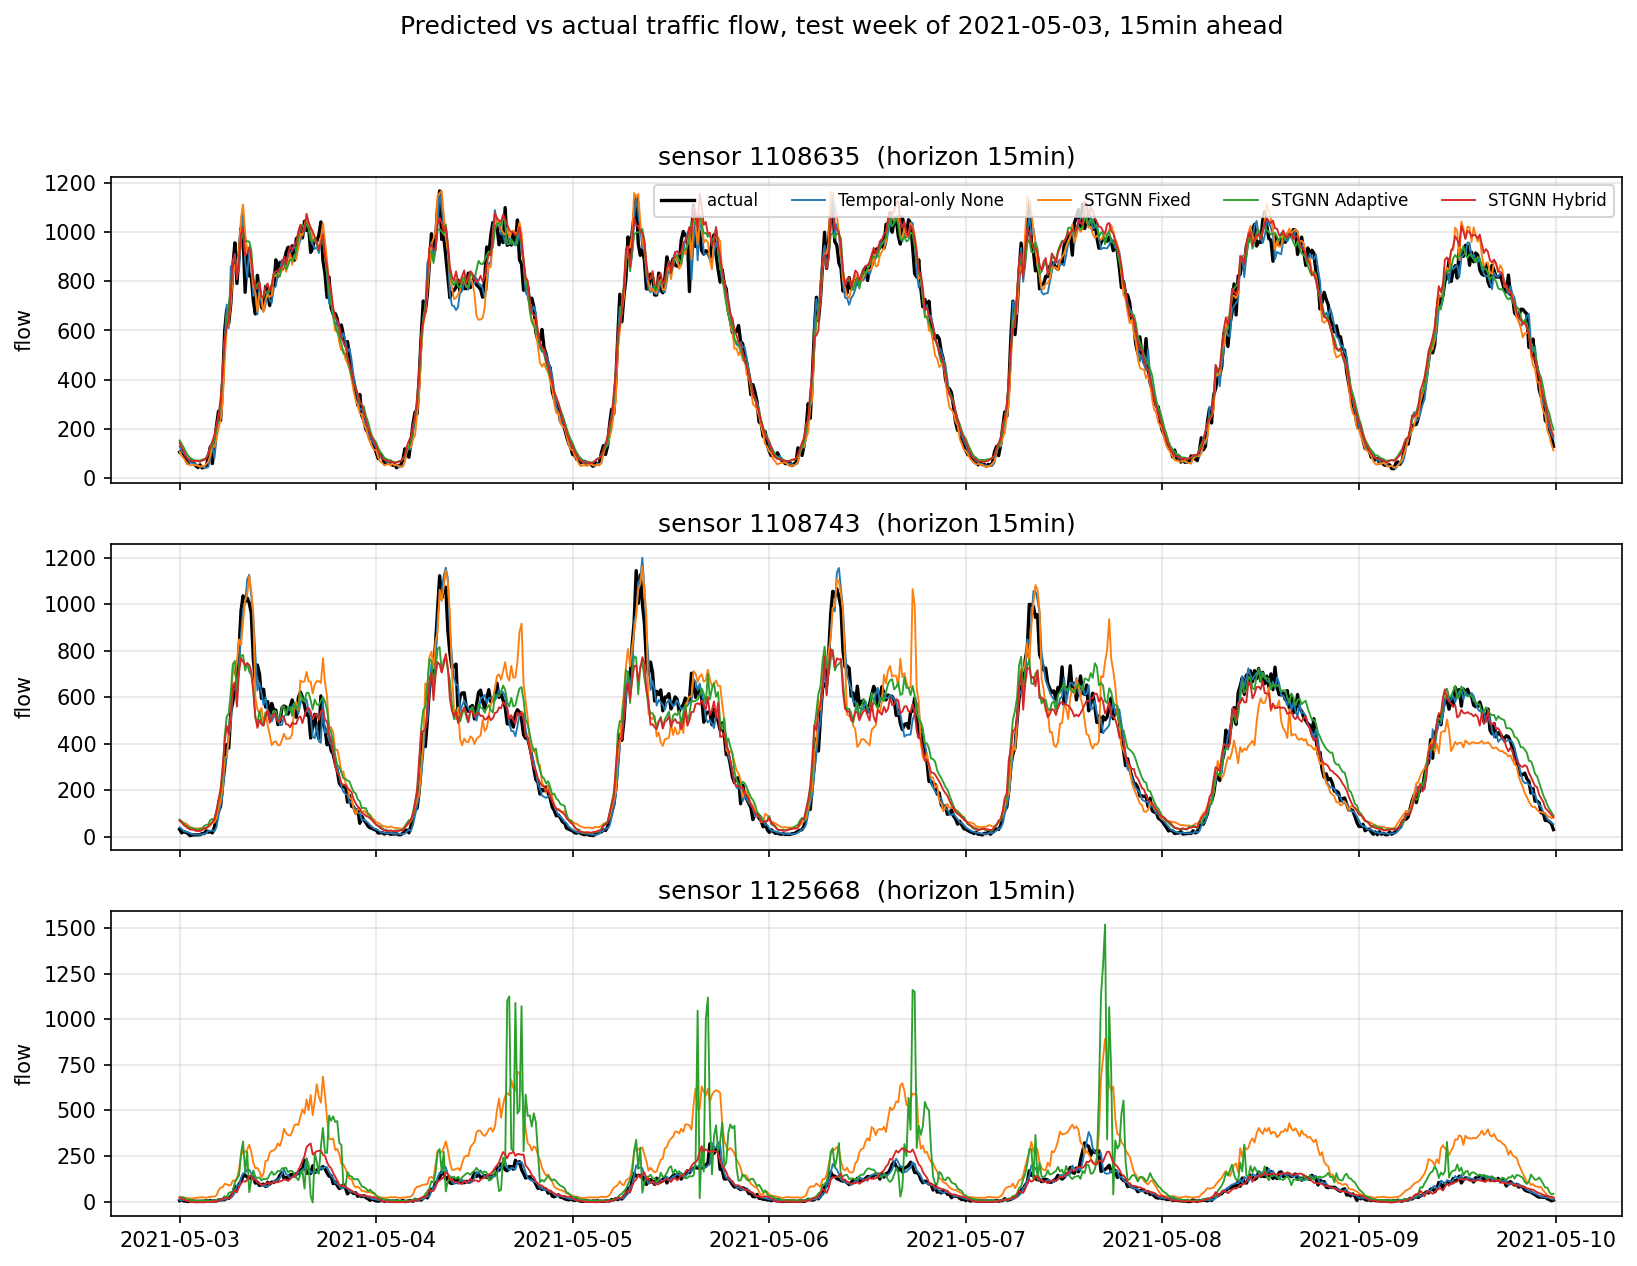 Predicted vs actual traffic flow, test week of 2021-05-03, 15min ahead
sensor 1108635 (horizon 15min)
actual Temporal-only None STGNN Fixed STGNN Adaptive STGNN Hybrid
1200
1000
800
600
400
200
0
flow
sensor 1108743 (horizon 15min)
1200
1000
800
600
400
200
0
flow
sensor 1125668 (horizon 15min)
1500
1250
1000
750
500
250
0
flow
2021-05-03 2021-05-04 2021-05-05 2021-05-06 2021-05-07 2021-05-08 2021-05-09 2021-05-10